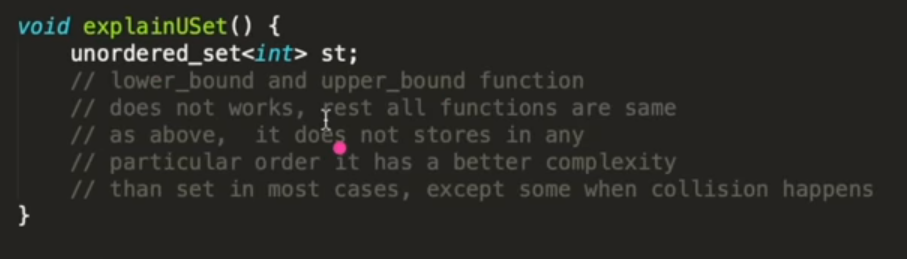 void explainUSet() {
    unordered_set<int> st;
    // lower_bound and upper_bound function
    // does not works, rest all functions are same
    // as above,  it does not stores in any
    // particular order it has a better complexity
    // than set in most cases, except some when collision happens
}